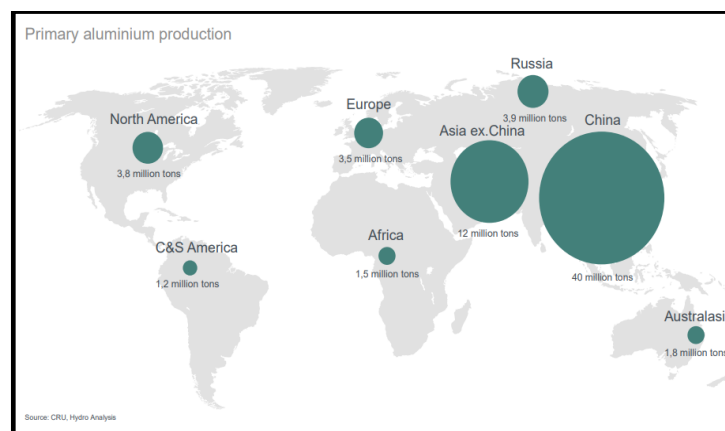 Primary aluminium production
Russia
3,9 million tons
Europe
3,5 million tons
North America
3,8 million tons
Asia ex.China
12 million tons
China
40 million tons
Africa
1,5 million tons
C&S America
1,2 million tons
Australasi
1,8 million tons
Source: CRU, Hydro Analysis